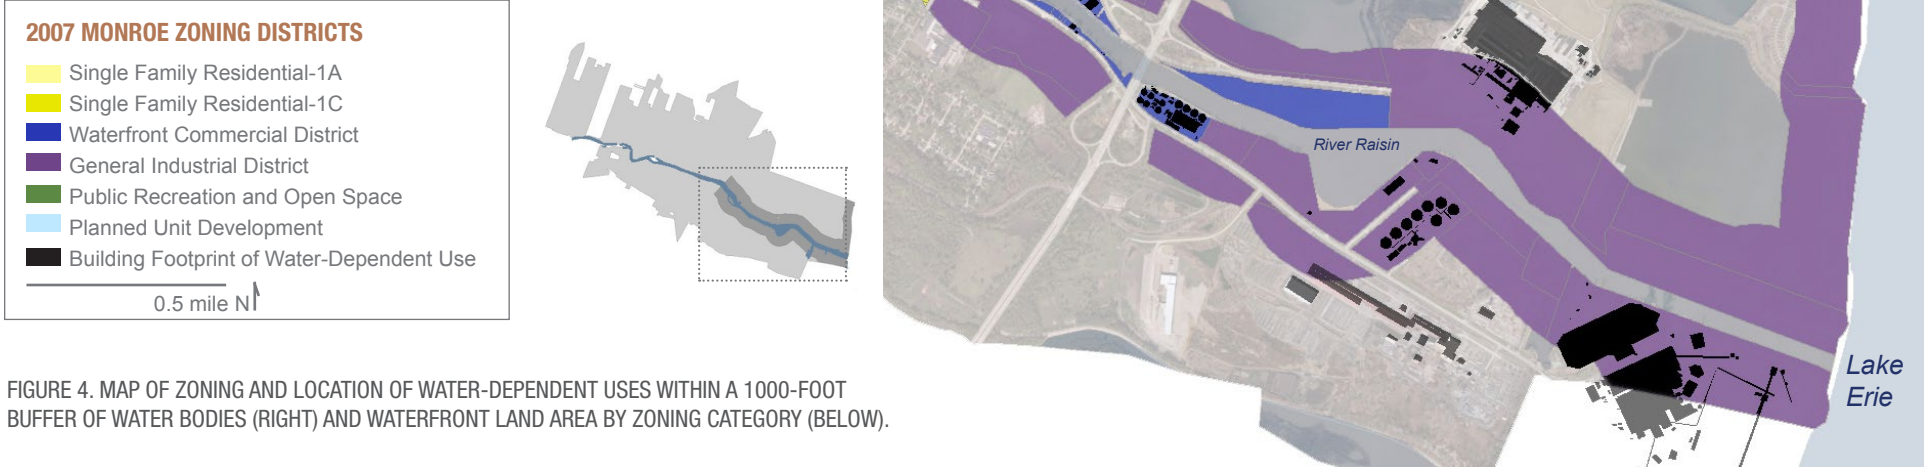 2007 MONROE ZONING DISTRICTS
Single Family Residential-1A
Single Family Residential-1C
Waterfront Commercial District
General Industrial District
Public Recreation and Open Space
Planned Unit Development
Building Footprint of Water-Dependent Use
0.5 mile N
River Raisin
Lake
Erie
FIGURE 4. MAP OF ZONING AND LOCATION OF WATER-DEPENDENT USES WITHIN A 1000-FOOT
BUFFER OF WATER BODIES (RIGHT) AND WATERFRONT LAND AREA BY ZONING CATEGORY (BELOW).